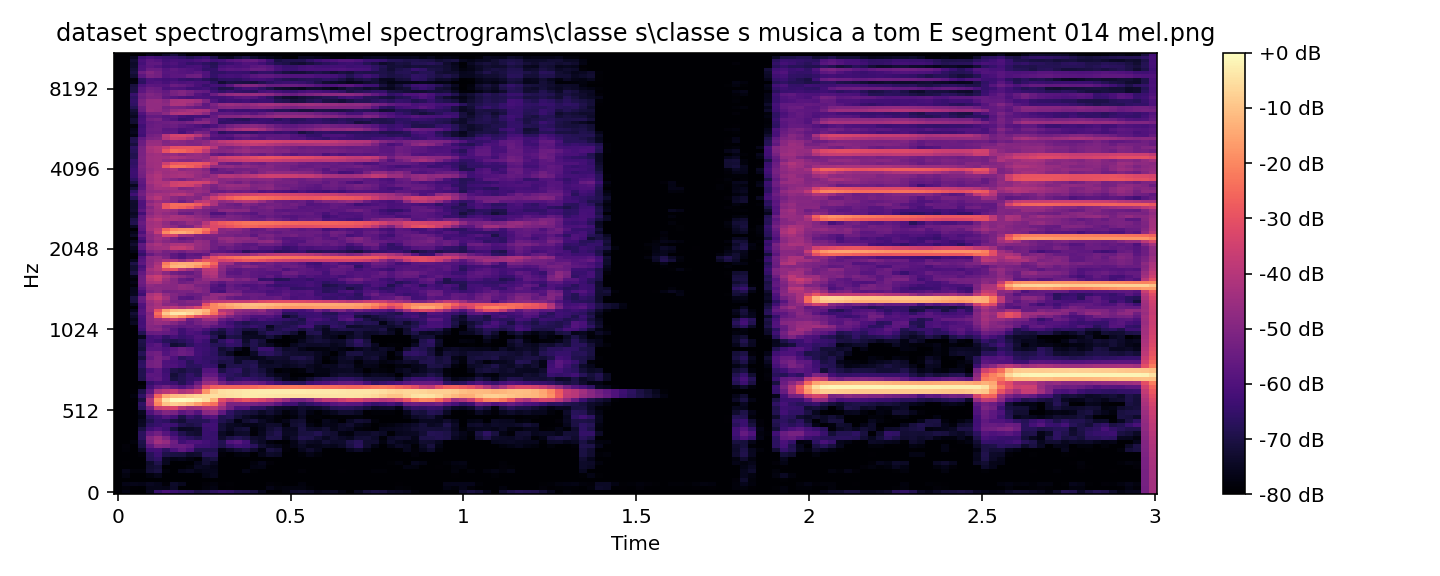 dataset spectrograms\mel spectrograms\classe s\classe s musica a tom E segment 014 mel.png
8192
4096
2048
1024
512
0
Hz
0
0.5
1
1.5
2
2.5
3
Time
+0 dB
-10 dB
-20 dB
-30 dB
-40 dB
-50 dB
-60 dB
-70 dB
-80 dB